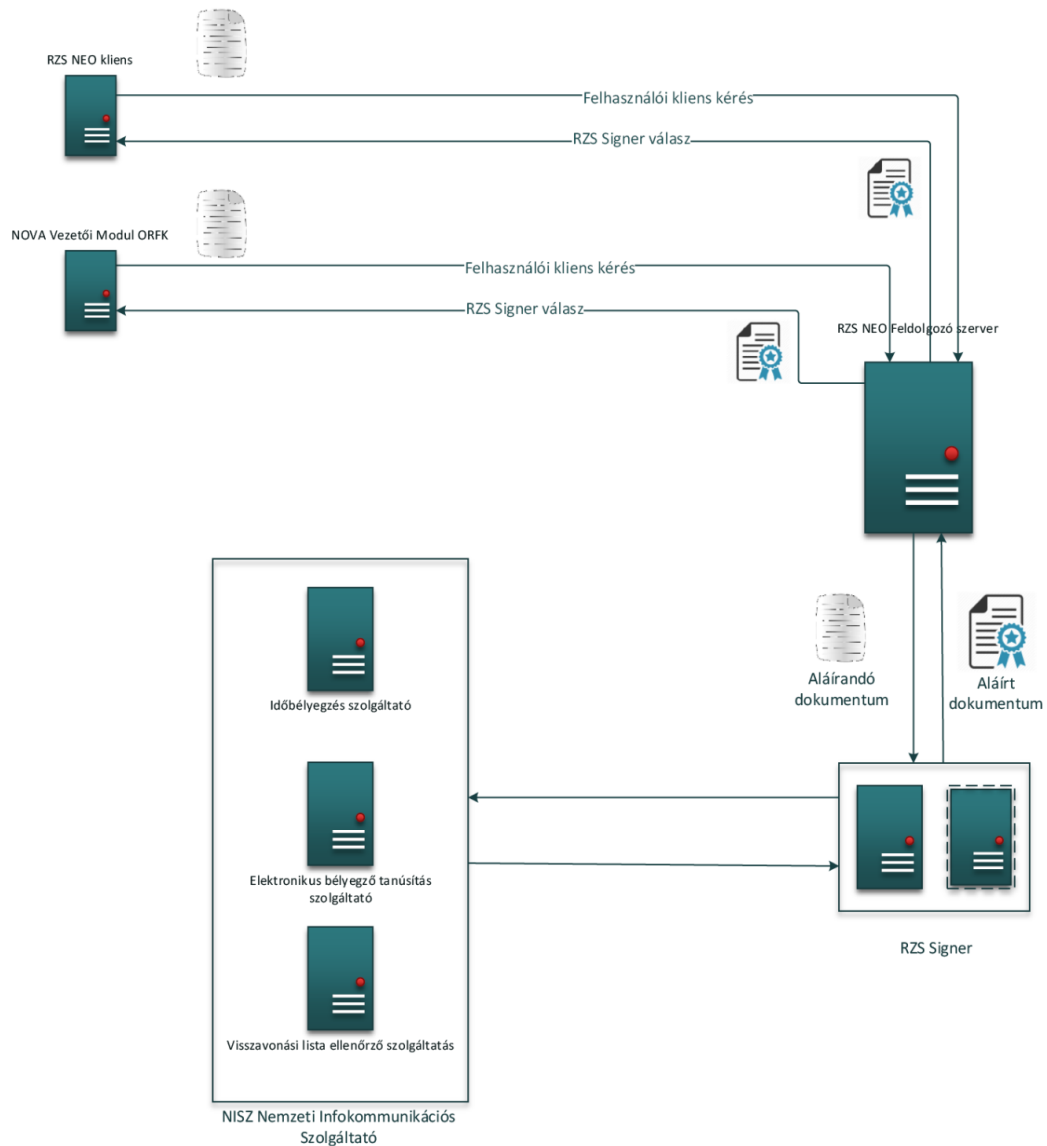 RZS NEO kliens
Felhasználói kliens kérés
RZS Signer válasz
NOVA Vezetői Modul ORFK
Felhasználói kliens kérés
RZS Signer válasz
RZS NEO Feldolgozó szerver
Aláírandó
dokumentum
Aláírt
dokumentum
Időbélyegzés szolgáltató
Elektronikus bélyegző tanúsítás
szolgáltató
RZS Signer
Visszavonási lista ellenőrző szolgáltatás
NISZ Nemzeti Infokommunikációs
Szolgáltató